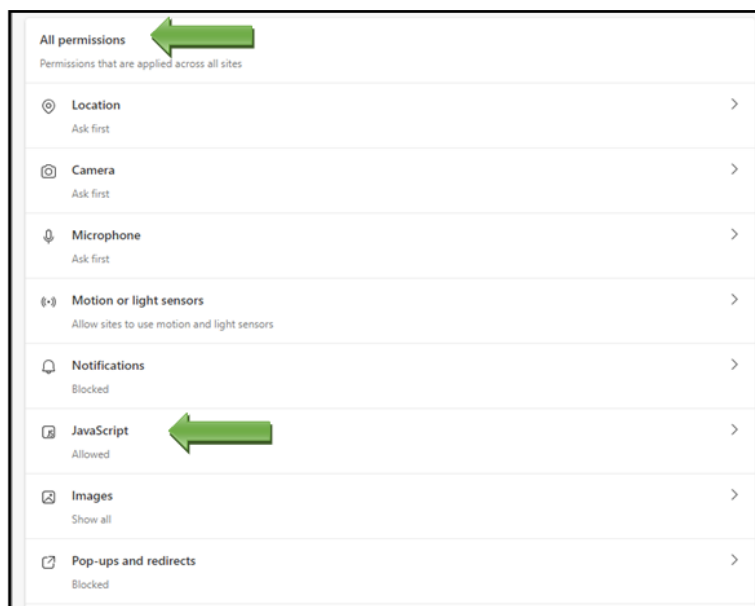 All permissions
Permissions that are applied across all sites
Location
Ask first
Camera
Ask first
Microphone
Ask first
Motion or light sensors
Allow sites to use motion and light sensors
Notifications
Blocked
JavaScript
Allowed
Images
Show all
Pop-ups and redirects
Blocked